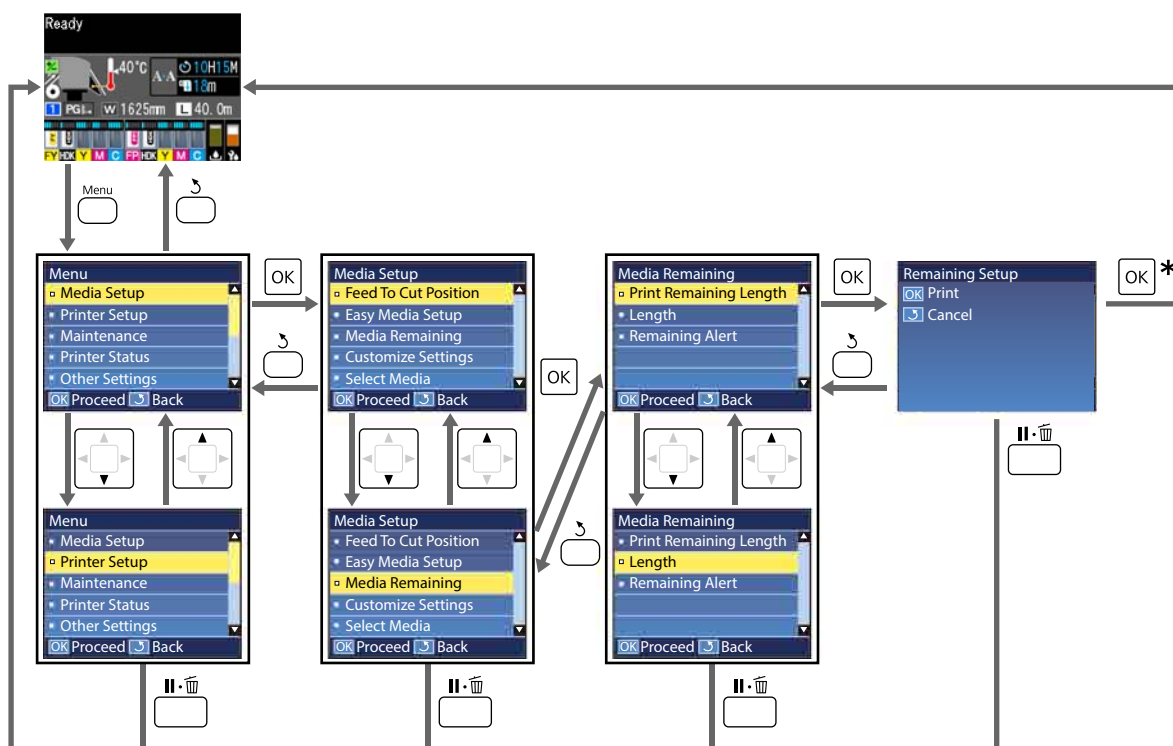 Ready
40°C
A▸A
10H15M
18m
1 PG W 1625mm L 40.0m
FY HDK Y M C FP HDK Y M C
Menu
Menu
Media Setup
Printer Setup
Maintenance
Printer Status
Other Settings
OK Proceed Back
OK
Media Setup
Feed To Cut Position
Easy Media Setup
Media Remaining
Customize Settings
Select Media
OK Proceed Back
OK
Media Remaining
Print Remaining Length
Length
Remaining Alert
OK Proceed Back
OK
Remaining Setup
OK Print
Cancel
OK *
Menu
Media Setup
Printer Setup
Maintenance
Printer Status
Other Settings
OK Proceed Back
Media Setup
Feed To Cut Position
Easy Media Setup
Media Remaining
Customize Settings
Select Media
OK Proceed Back
Media Remaining
Print Remaining Length
Length
Remaining Alert
OK Proceed Back